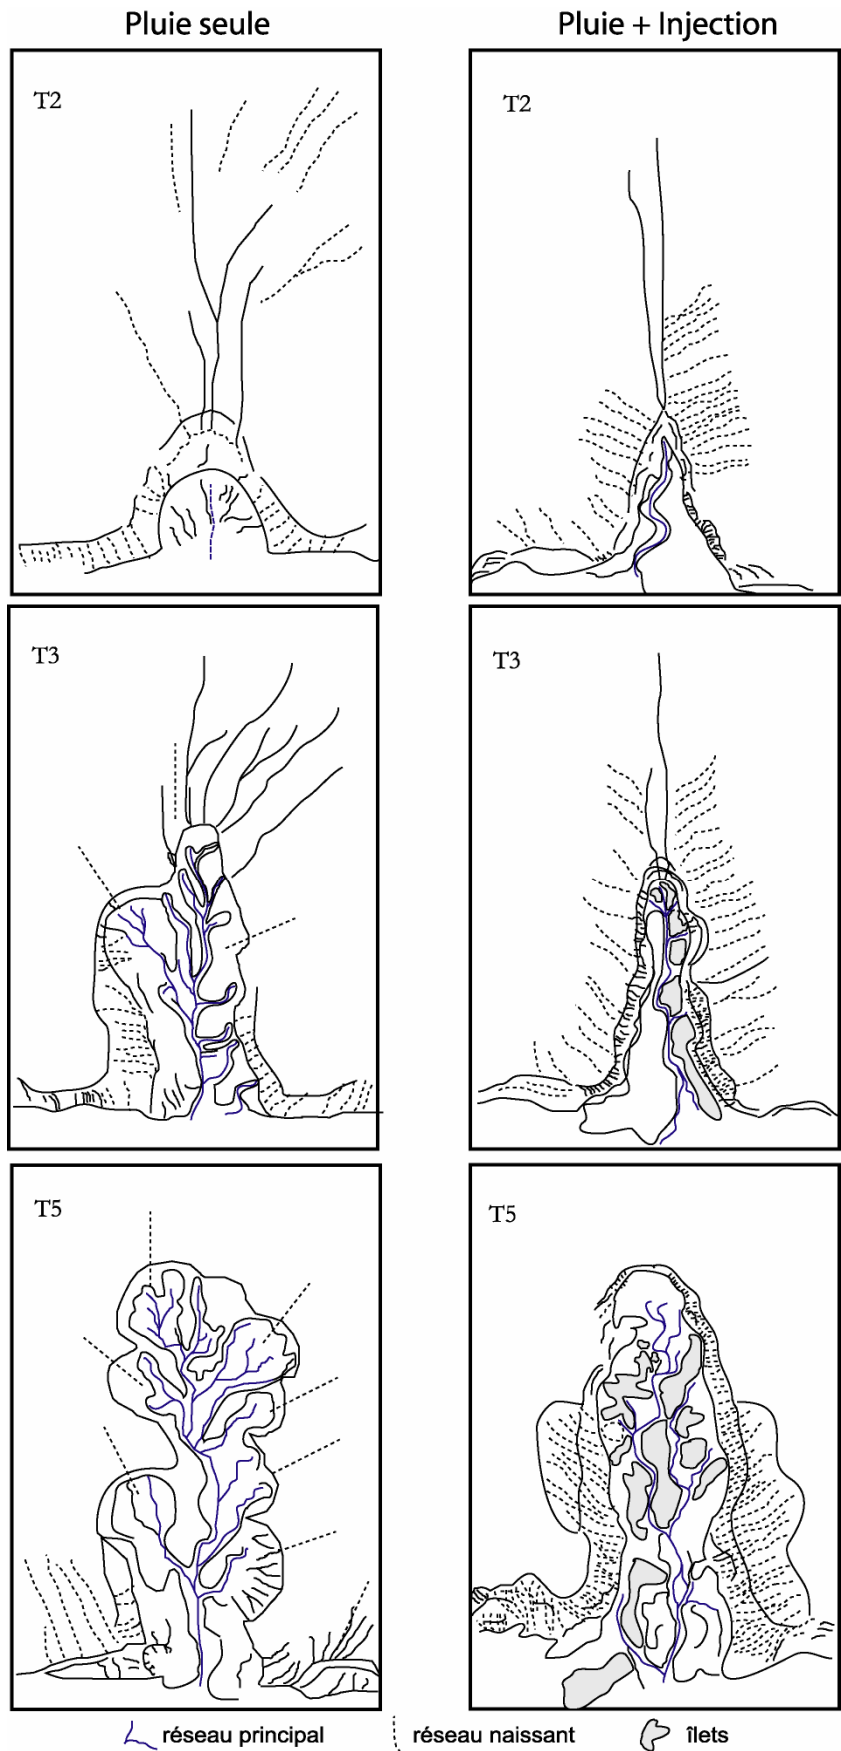 Pluie seule
Pluie + Injection
T2
T2
T3
T3
T5
T5
réseau principal
réseau naissant
îlets